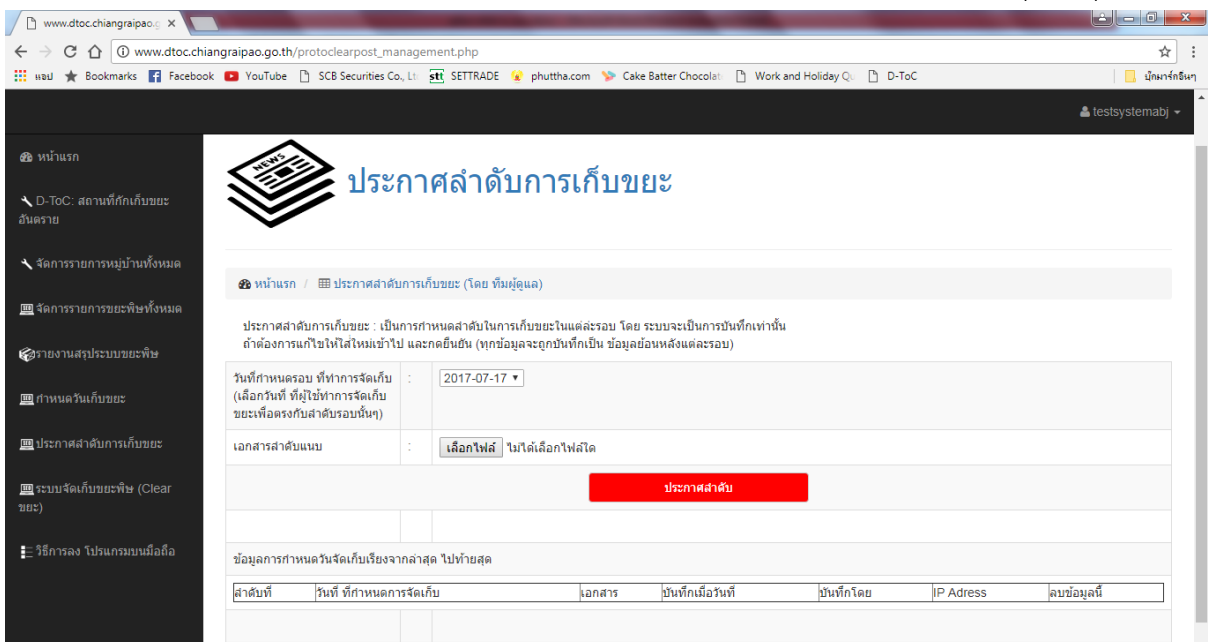 www.dtoc.chiangraipao.g
www.dtoc.chiangraipao.go.th/protoclearpost_management.php
แอป Bookmarks Facebook YouTube SCB Securities Co., Lt SETTRADE phuttha.com Cake Batter Chocolat Work and Holiday Q D-ToC บุ๊กมาร์กอื่นๆ
testsystemabj
หน้าแรก
D-ToC: สถานที่กักเก็บขยะ
อันตราย
จัดการรายการหมู่บ้านทั้งหมด
จัดการรายการขยะพิษทั้งหมด
รายงานสรุประบบขยะพิษ
กำหนดวันเก็บขยะ
ประกาศลำดับการเก็บขยะ
ระบบจัดเก็บขยะพิษ (Clear
ขยะ)
วิธีการลง โปรแกรมบนมือถือ
NEWS
ประกาศลำดับการเก็บขยะ
หน้าแรก / ประกาศลำดับการเก็บขยะ (โดย ทีมผู้ดูแล)
ประกาศลำดับการเก็บขยะ : เป็นการกำหนดลำดับในการเก็บขยะในแต่ล่ะรอบ โดย ระบบจะเป็นการบันทึกเท่านั้น
ถ้าต้องการแก้ไขให้ใส่ใหม่เข้าไป และกดยืนยัน (ทุกข้อมูลจะถูกบันทึกเป็น ข้อมูลย้อนหลังแต่ละรอบ)
วันที่กำหนดรอบ ที่ทำการจัดเก็บ : 2017-07-17
(เลือกวันที่ ที่ผู้ใช้ทำการจัดเก็บ
ขยะเพื่อตรงกับลำดับรอบนั้นๆ)
เอกสารลำดับแนบ : เลือกไฟล์ ไม่ได้เลือกไฟล์ใด
ประกาศลำดับ
ข้อมูลการกำหนดวันจัดเก็บเรียงจากล่าสุด ไปท้ายสุด
ลำดับที่ วันที่ ที่กำหนดการจัดเก็บ เอกสาร บันทึกเมื่อวันที่ บันทึกโดย IP Adress ลบข้อมูลนี้